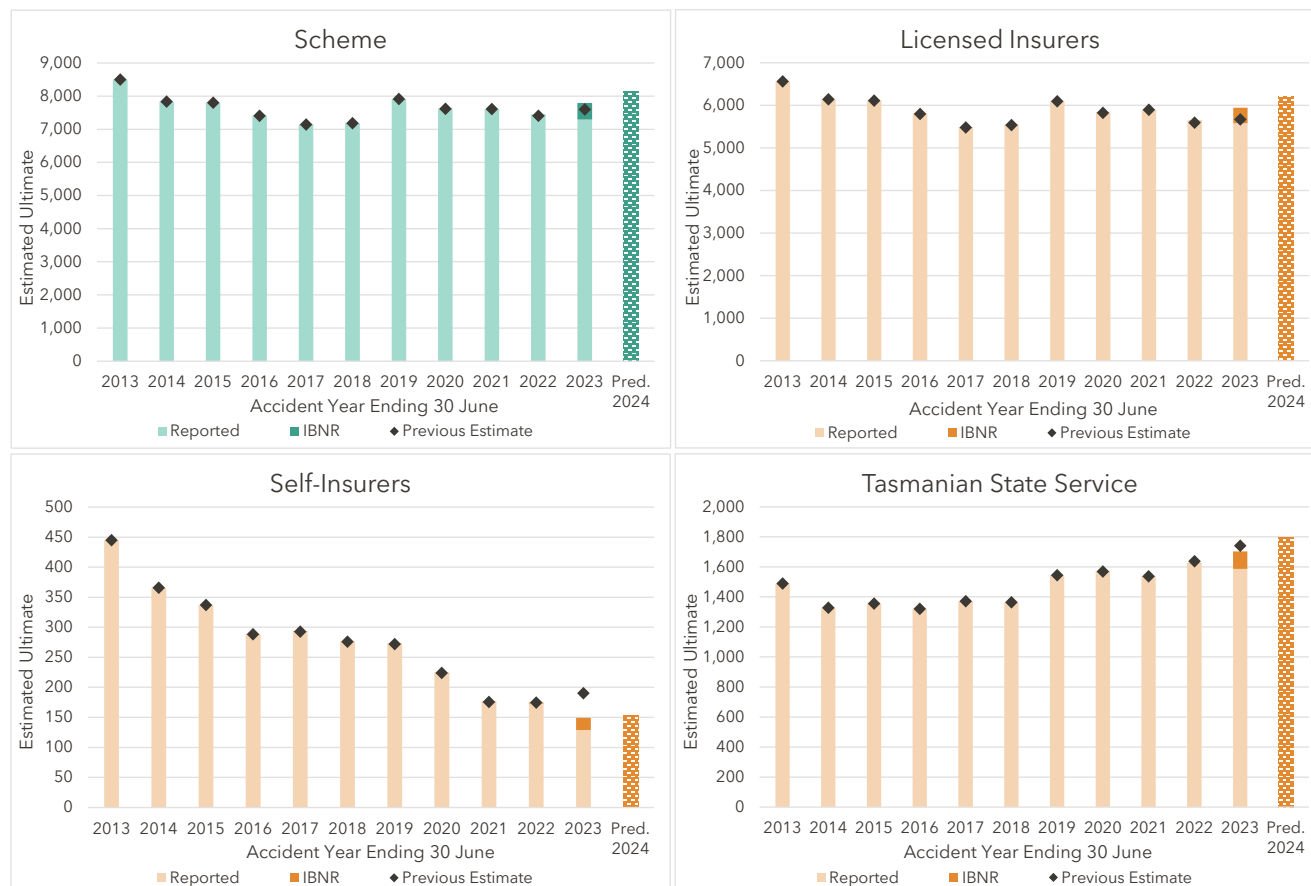 Scheme
Estimated Ultimate
9,000
8,000
7,000
6,000
5,000
4,000
3,000
2,000
1,000
0
2013 2014 2015 2016 2017 2018 2019 2020 2021 2022 2023 Pred.
2024
Accident Year Ending 30 June
Reported IBNR Previous Estimate
Licensed Insurers
Estimated Ultimate
7,000
6,000
5,000
4,000
3,000
2,000
1,000
0
2013 2014 2015 2016 2017 2018 2019 2020 2021 2022 2023 Pred.
2024
Accident Year Ending 30 June
Reported IBNR Previous Estimate
Self-Insurers
Estimated Ultimate
500
450
400
350
300
250
200
150
100
50
0
2013 2014 2015 2016 2017 2018 2019 2020 2021 2022 2023 Pred.
2024
Accident Year Ending 30 June
Reported IBNR Previous Estimate
Tasmanian State Service
Estimated Ultimate
2,000
1,800
1,600
1,400
1,200
1,000
800
600
400
200
0
2013 2014 2015 2016 2017 2018 2019 2020 2021 2022 2023 Pred.
2024
Accident Year Ending 30 June
Reported IBNR Previous Estimate